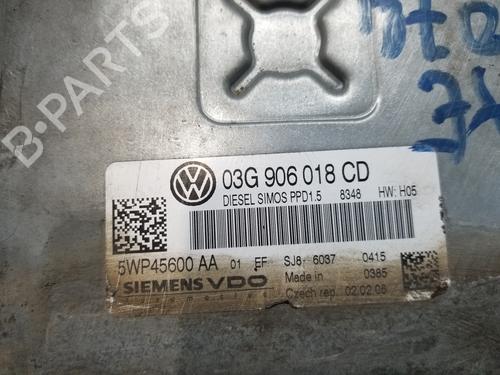 B-PARTS
03G 906 018 CD
DIESEL SIMOS PPD1.5 8348 HW: H05
5WP45600 AA 01 EF SJ8- 6037 0415
SIEMENS VDO Made in 0385
Czech rep. 02.02.08